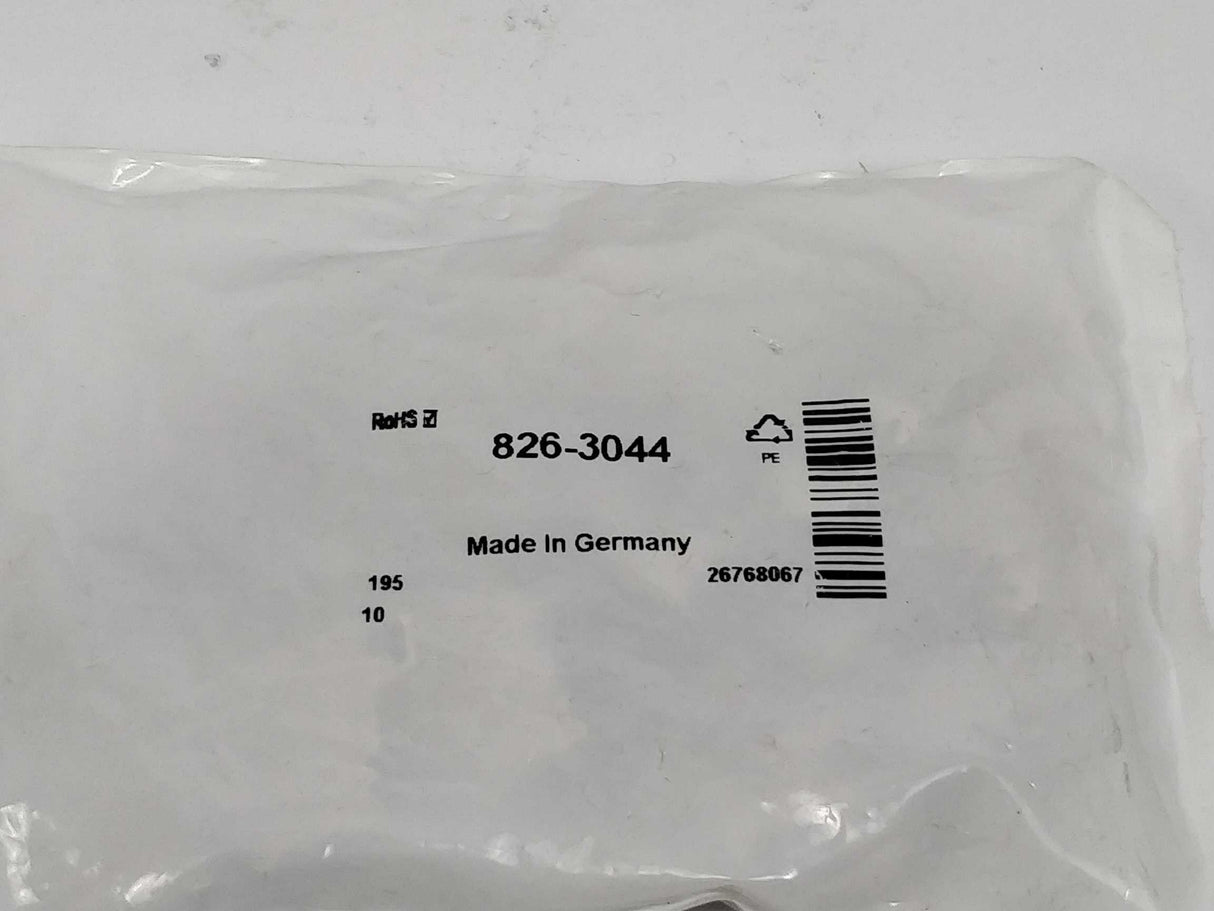 RoHS ☑
826-3044
PE
Made In Germany
26768067
195
10